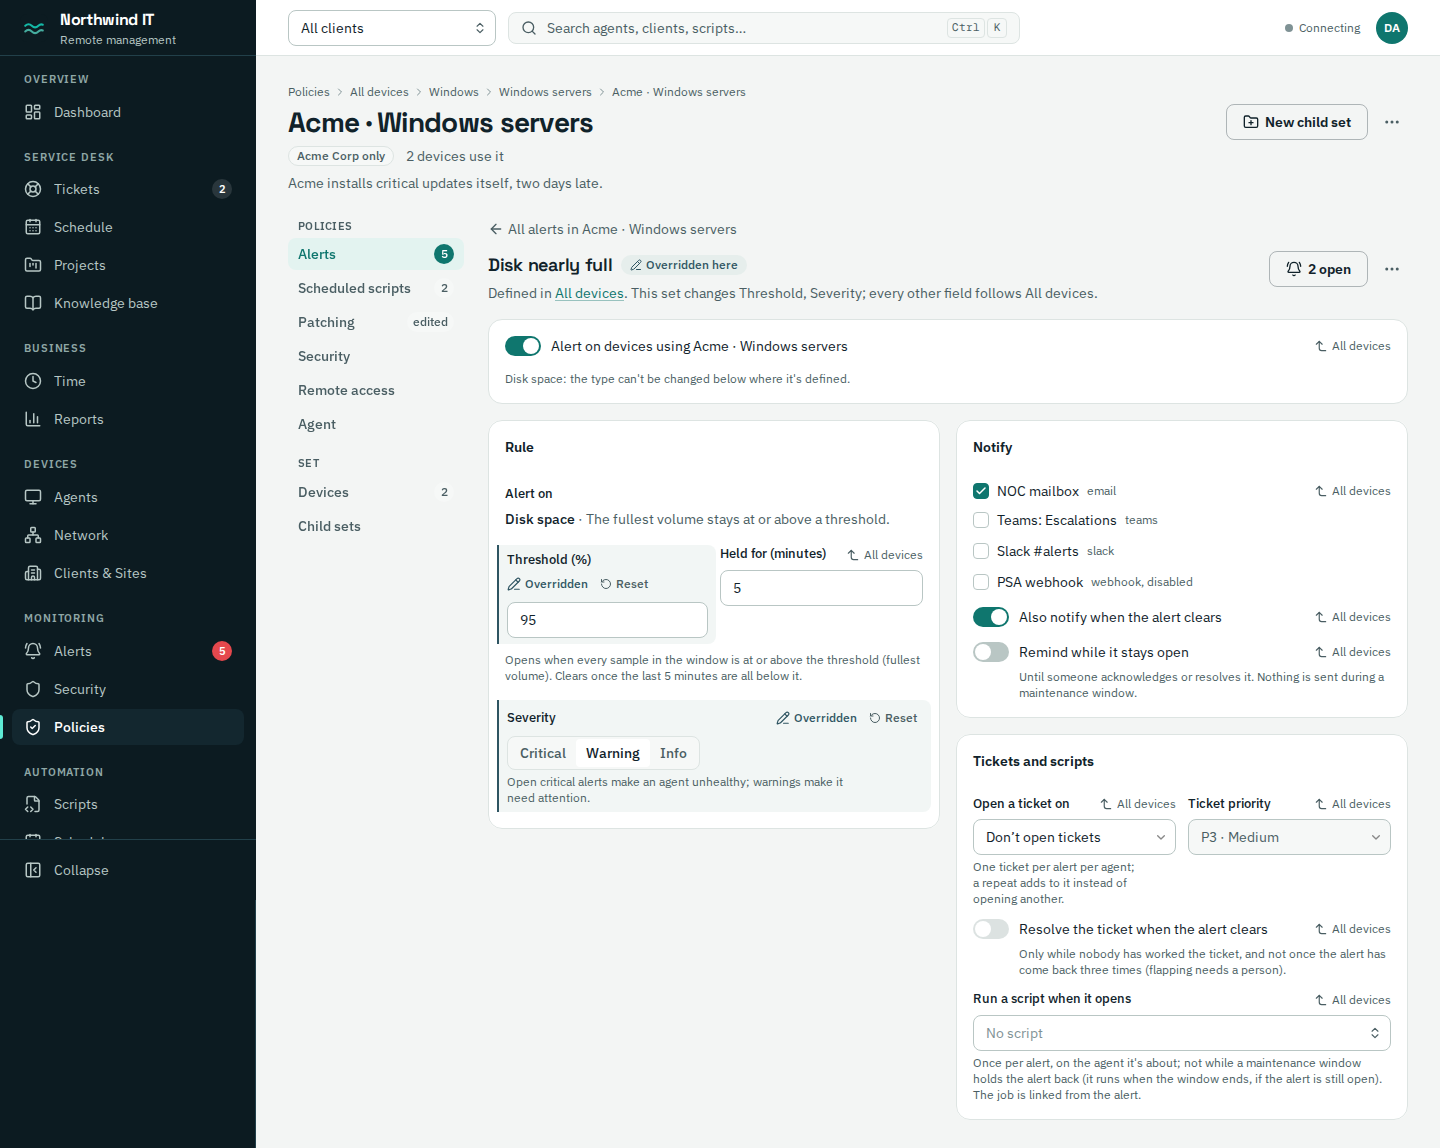 Northwind IT
Remote management
All clients
Search agents, clients, scripts...
Ctrl K
Connecting
DA
OVERVIEW
Dashboard
SERVICE DESK
Tickets 2
Schedule
Projects
Knowledge base
BUSINESS
Time
Reports
DEVICES
Agents
Network
Clients & Sites
MONITORING
Alerts 5
Security
Policies
AUTOMATION
Scripts
Collapse
Policies > All devices > Windows > Windows servers > Acme · Windows servers
Acme · Windows servers
New child set
Acme Corp only 2 devices use it
Acme installs critical updates itself, two days late.
POLICIES
Alerts 5
Scheduled scripts 2
Patching edited
Security
Remote access
Agent
SET
Devices 2
Child sets
All alerts in Acme · Windows servers
Disk nearly full Overridden here
2 open
Defined in All devices. This set changes Threshold, Severity; every other field follows All devices.
Alert on devices using Acme · Windows servers All devices
Disk space: the type can't be changed below where it's defined.
Rule
Alert on
Disk space · The fullest volume stays at or above a threshold.
Threshold (%)
Overridden Reset
95
Held for (minutes) All devices
5
Opens when every sample in the window is at or above the threshold (fullest
volume). Clears once the last 5 minutes are all below it.
Severity Overridden Reset
Critical Warning Info
Open critical alerts make an agent unhealthy; warnings make it
need attention.
Notify
NOC mailbox email All devices
Teams: Escalations teams
Slack #alerts slack
PSA webhook webhook, disabled
Also notify when the alert clears All devices
Remind while it stays open All devices
Until someone acknowledges or resolves it. Nothing is sent during a
maintenance window.
Tickets and scripts
Open a ticket on All devices Ticket priority All devices
Don't open tickets P3 · Medium
One ticket per alert per agent;
a repeat adds to it instead of
opening another.
Resolve the ticket when the alert clears All devices
Only while nobody has worked the ticket, and not once the alert has
come back three times (flapping needs a person).
Run a script when it opens All devices
No script
Once per alert, on the agent it's about; not while a maintenance window
holds the alert back (it runs when the window ends, if the alert is still open).
The job is linked from the alert.